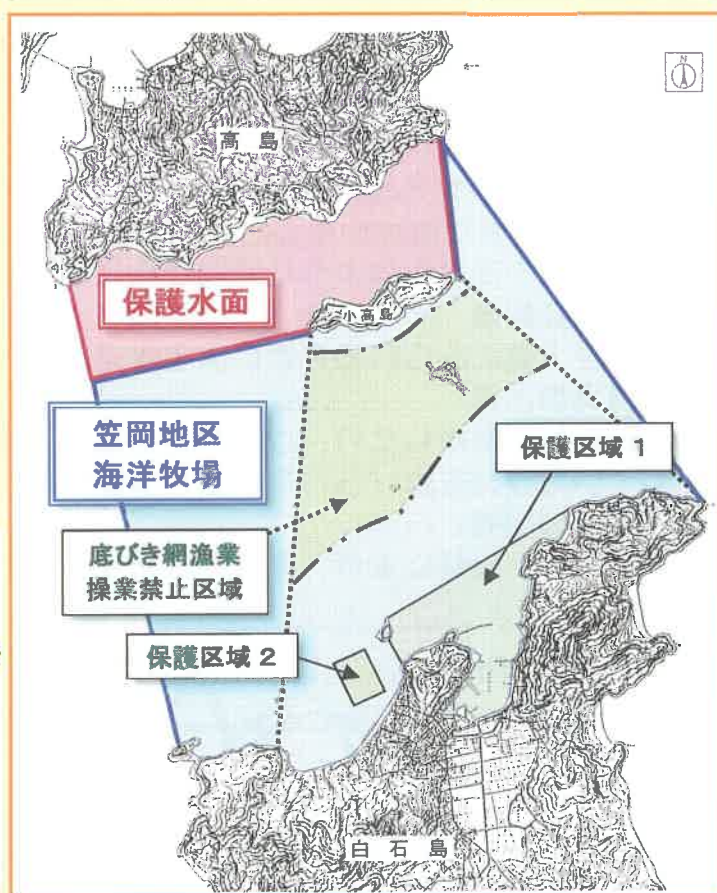 高島
N
保護水面
小高島
笠岡地区
海洋牧場
保護区域 1
底びき網漁業
操業禁止区域
保護区域 2
白石島